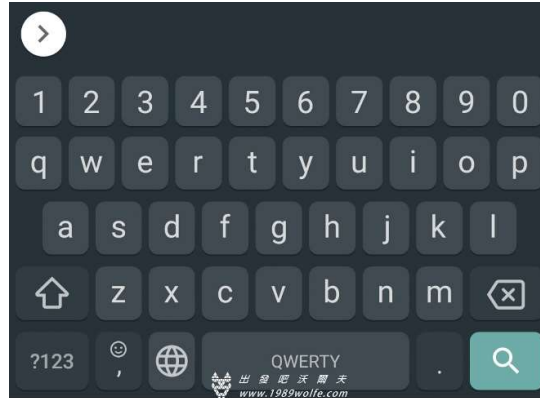 1 2 3 4 5 6 7 8 9 0
q w e r t y u i o p
a s d f g h j k l
z x c v b n m
?123 , QWERTY .
出發吧沃爾夫
www.1989wolfe.com